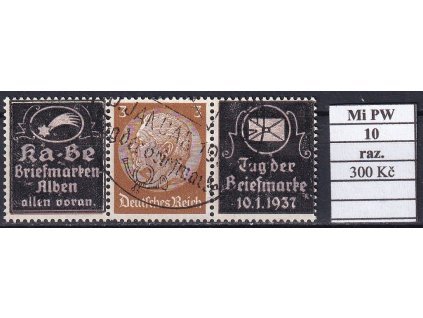 Ka-Be
Briefmarken-
Alben
allen voran.
3 3
Deutsches Reich
Tag der
Briefmarke
10.1.1937
Mi PW
10
raz.
300 Kč